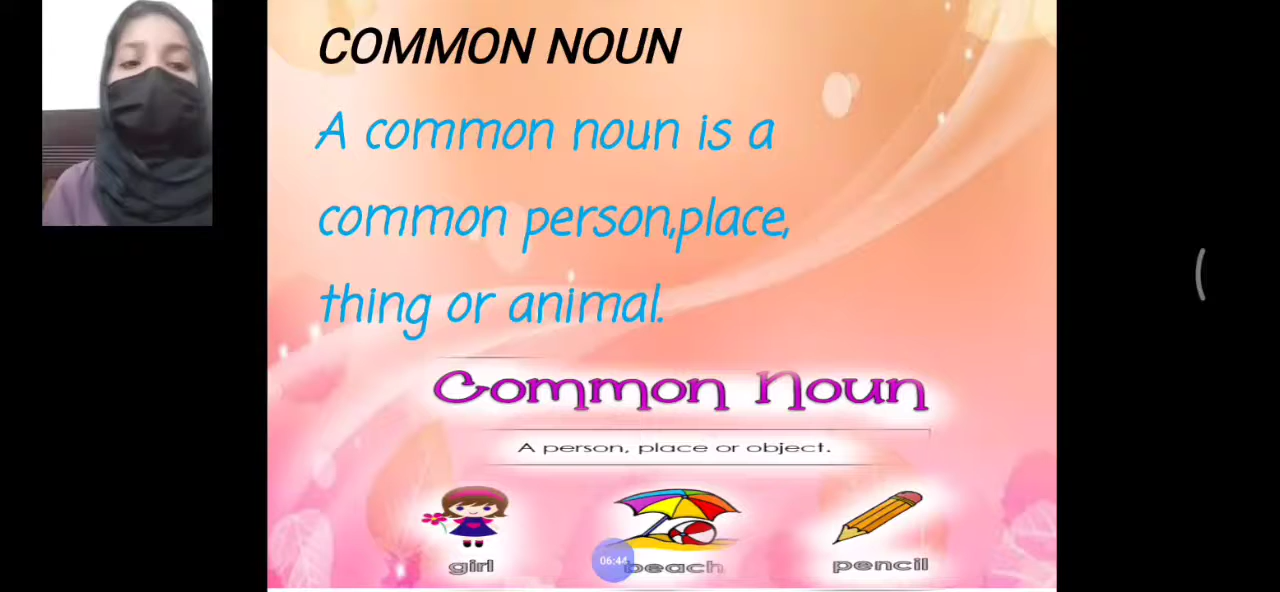 COMMON NOUN
A common noun is a
common person,place,
thing or animal.
Common Noun
A person, place or object.
girl beach pencil
06:44